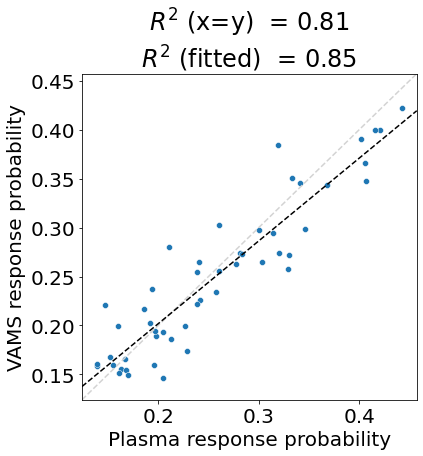 R² (x=y) = 0.81
R² (fitted) = 0.85
0.45
0.40
0.35
0.30
0.25
0.20
0.15
VAMS response probability
0.2 0.3 0.4
Plasma response probability